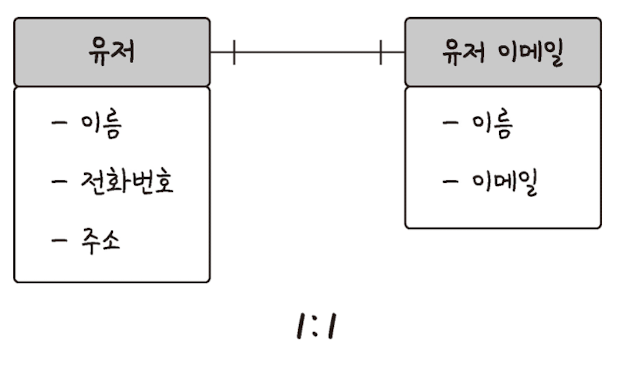 유저
- 이름
- 전화번호
- 주소
유저 이메일
- 이름
- 이메일
1:1